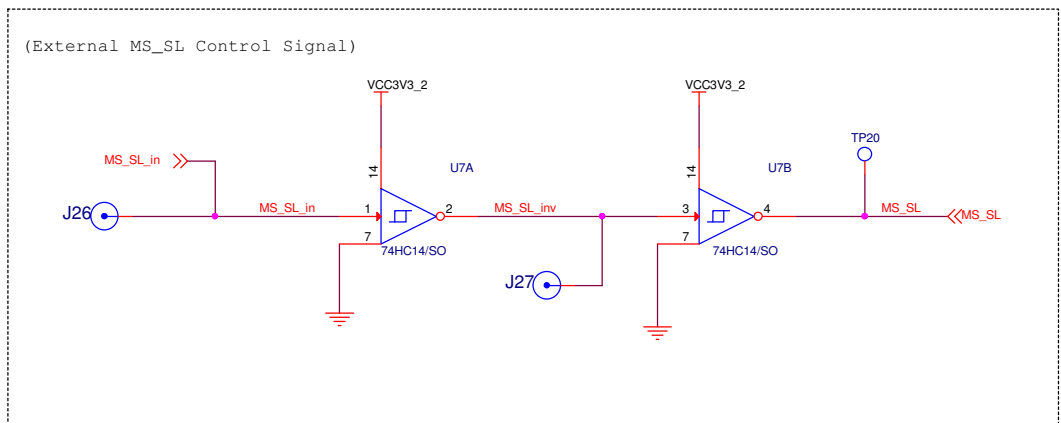 (External MS_SL Control Signal)
VCC3V3_2
VCC3V3_2
TP20
MS_SL_in
14
U7A
14
U7B
J26
MS_SL_in
1
2
MS_SL_inv
3
4
MS_SL
MS_SL
7
74HC14/SO
7
74HC14/SO
J27